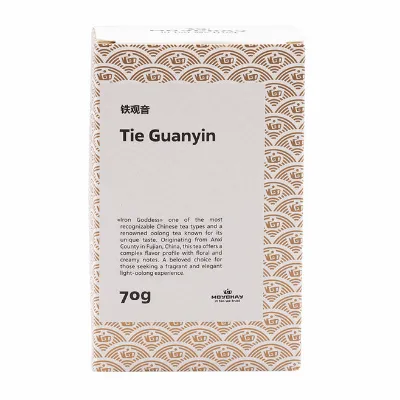 铁观音
Tie Guanyin
«Iron Goddess» one of the most
recognizable Chinese tea types and a
renowned oolong tea known for its
unique taste. Originating from Anxi
County in Fujian, China, this tea offers a
complex flavor profile with floral and
creamy notes. A beloved choice for
those seeking a fragrant and elegant
light-oolong experience.
70g
MOYCHAY